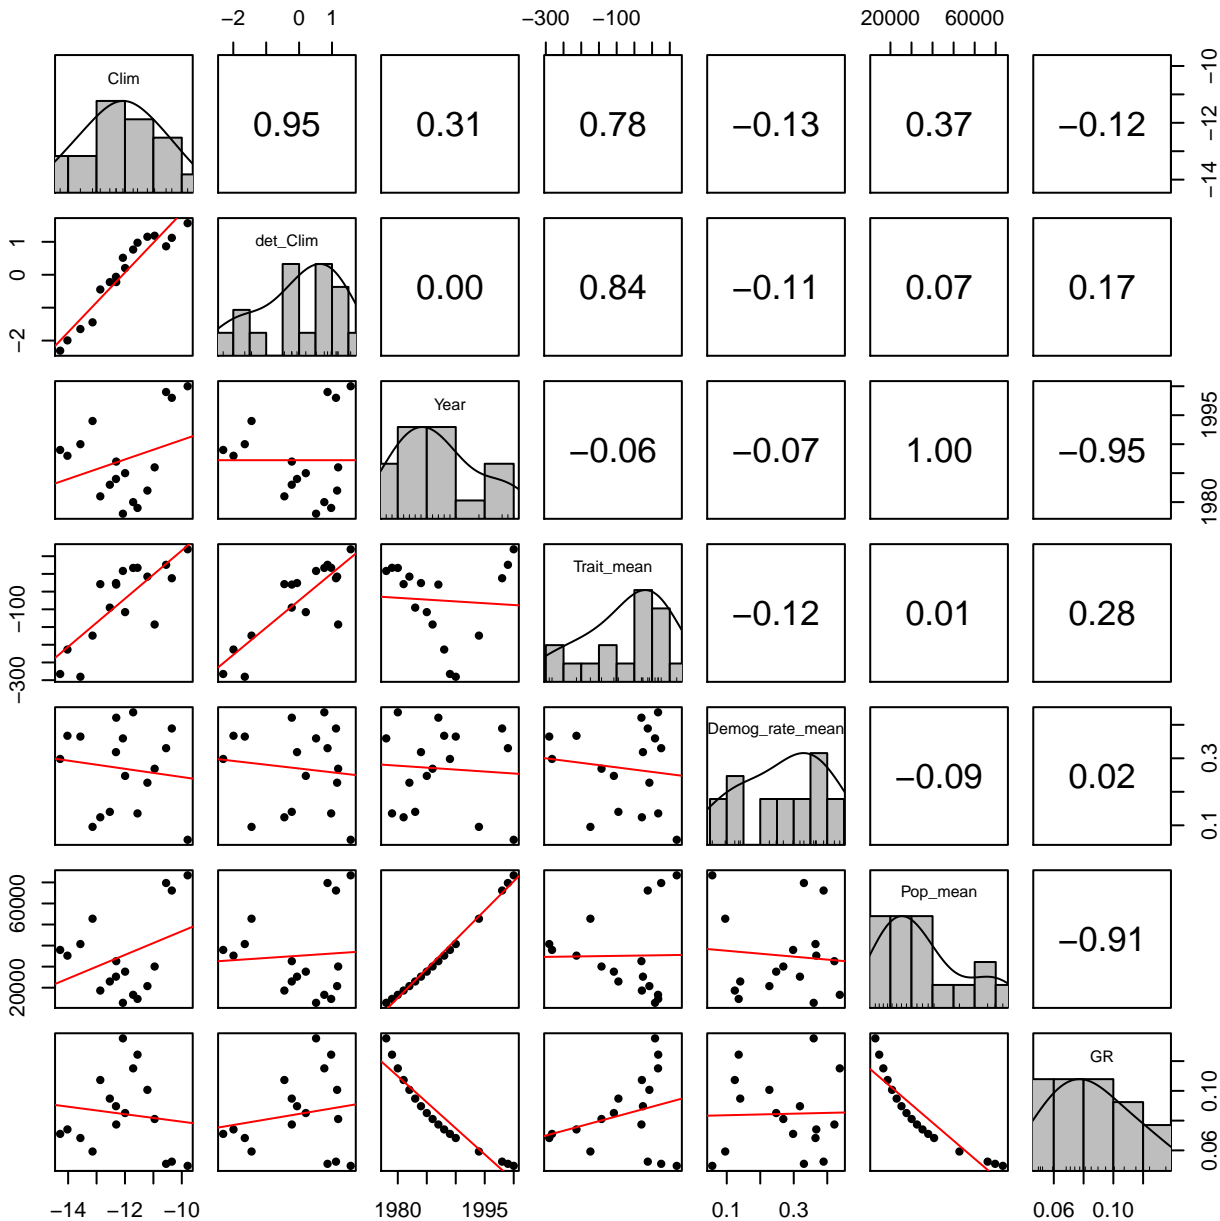 −2 0 1 −300 −100 20000 60000
Clim 0.95 0.31 0.78 −0.13 0.37 −0.12 −14 −12 −10
−2 0 1 det_Clim 0.00 0.84 −0.11 0.07 0.17
Year −0.06 −0.07 1.00 −0.95 1980 1995
−300 −100 Trait_mean −0.12 0.01 0.28
Demog_rate_mean −0.09 0.02 0.1 0.3
20000 60000 Pop_mean −0.91
GR 0.06 0.10
−14 −12 −10 1980 1995 0.1 0.3 0.06 0.10